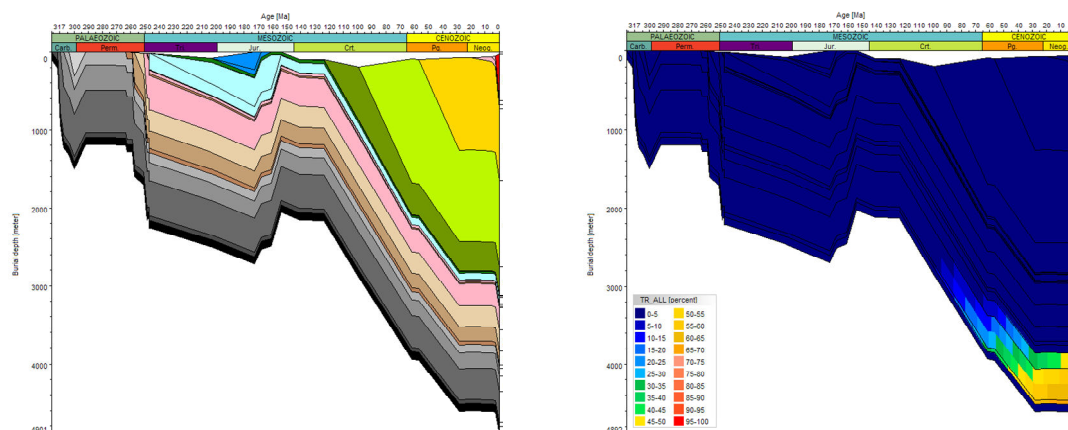 Age [Ma]
317 300 290 280 270 260 250 240 230 220 210 200 190 180 170 160 150 140 130 120 110 100 90 80 70 60 50 40 30 20 10 0
PALAEOZOIC MESOZOIC CENOZOIC
Carb. Perm. Tri. Jur. Crt. Pg. Neog.
0
1000
2000
3000
4000
4901
Burial depth [meter]
Age [Ma]
317 300 290 280 270 260 250 240 230 220 210 200 190 180 170 160 150 140 130 120 110 100 90 80 70 60 50 40 30 20 10
PALAEOZOIC MESOZOIC CENOZOIC
Carb. Perm. Tri. Jur. Crt. Pg. Neog.
0
1000
2000
3000
4000
4892
Burial depth [meter]
TR_ALL [percent]
0-5 50-55
5-10 55-60
10-15 60-65
15-20 65-70
20-25 70-75
25-30 75-80
30-35 80-85
35-40 85-90
40-45 90-95
45-50 95-100